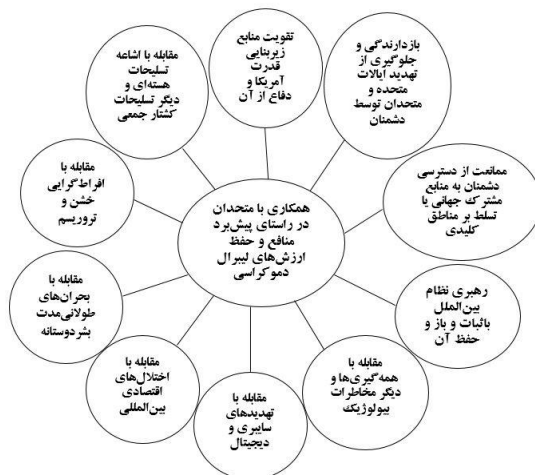 تقویت منابع
زیربنایی
قدرت
آمریکا و
دفاع از آن
بازدارندگی و
جلوگیری از
تهدید ایالات
متحده و
متحدان توسط
دشمنان
ممانعت از دسترسی
دشمنان به منابع
مشترک جهانی یا
تسلط بر مناطق
کلیدی
رهبری نظام
بین‌الملل
باثبات و باز و
حفظ آن
مقابله با
همه‌گیری‌ها و
دیگر مخاطرات
بیولوژیک
مقابله با
تهدیدهای
سایبری و
دیجیتال
مقابله با
اختلال‌های
اقتصادی
بین‌المللی
مقابله با
بحران‌های
طولانی‌مدت
بشردوستانه
مقابله با
افراط‌گرایی
خشن و
تروریسم
مقابله با اشاعه
تسلیحات
هسته‌ای و
دیگر تسلیحات
کشتار جمعی
همکاری با متحدان
در راستای پیش‌برد
منافع و حفظ
ارزش‌های لیبرال
دموکراسی